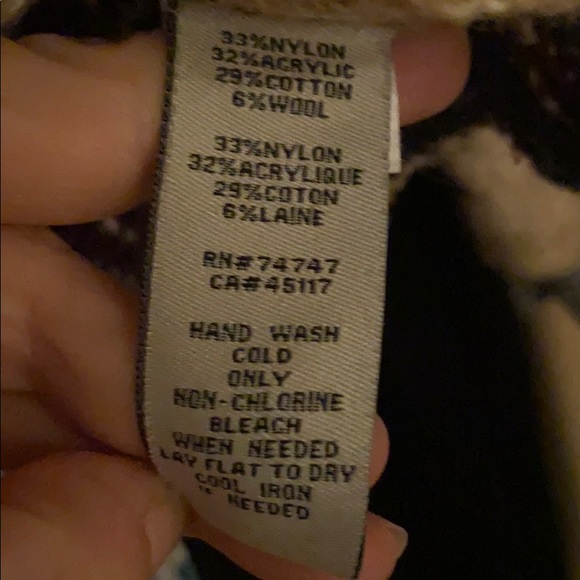 33%NYLON
32%ACRYLIC
29%COTTON
6%WOOL
33%NYLON
32%ACRYLIQUE
29%COTON
6%LAINE
RN#74747
CA#45117
HAND WASH
COLD
ONLY
NON-CHLORINE
BLEACH
WHEN NEEDED
LAY FLAT TO DRY
COOL IRON
NEEDED